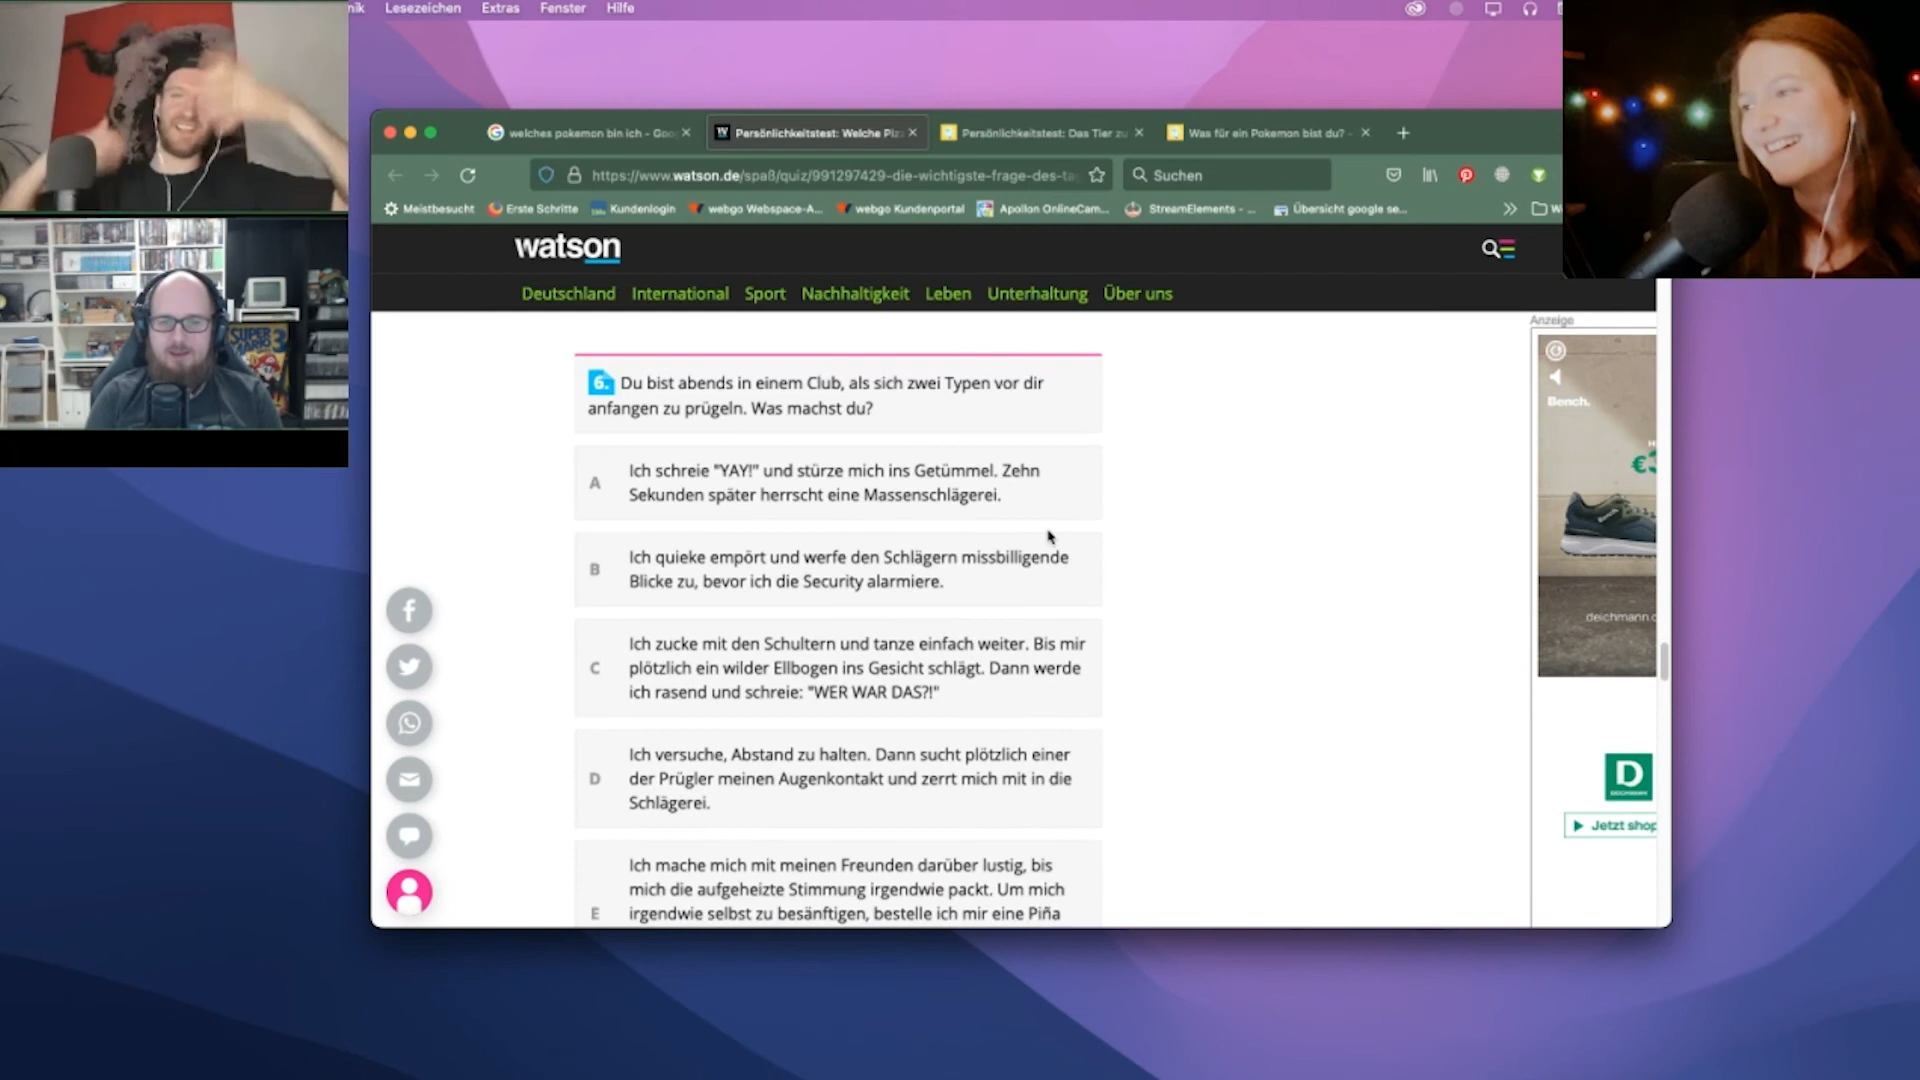 Lesezeichen Extras Fenster Hilfe
welches pokemon bin ich - Goo
Persönlichkeitstest: Welche Piz
Persönlichkeitstest: Das Tier zu
Was für ein Pokemon bist du? -
https://www.watson.de/spaß/quiz/991297429-die-wichtigste-frage-des-ta
Suchen
Meistbesucht
Erste Schritte
Kundenlogin
webgo Webspace-A...
webgo Kundenportal
Apollon OnlineCam...
StreamElements - ...
Übersicht google se...
watson
Deutschland International Sport Nachhaltigkeit Leben Unterhaltung Über uns
Anzeige
6. Du bist abends in einem Club, als sich zwei Typen vor dir
anfangen zu prügeln. Was machst du?
A
Ich schreie "YAY!" und stürze mich ins Getümmel. Zehn
Sekunden später herrscht eine Massenschlägerei.
B
Ich quieke empört und werfe den Schlägern missbilligende
Blicke zu, bevor ich die Security alarmiere.
C
Ich zucke mit den Schultern und tanze einfach weiter. Bis mir
plötzlich ein wilder Ellbogen ins Gesicht schlägt. Dann werde
ich rasend und schreie: "WER WAR DAS?!"
D
Ich versuche, Abstand zu halten. Dann sucht plötzlich einer
der Prügler meinen Augenkontakt und zerrt mich mit in die
Schlägerei.
E
Ich mache mich mit meinen Freunden darüber lustig, bis
mich die aufgeheizte Stimmung irgendwie packt. Um mich
irgendwie selbst zu besänftigen, bestelle ich mir eine Piña
Bench.
deichmann.c
D
DEICHMANN
Jetzt shop
SUPER
MARIO
3